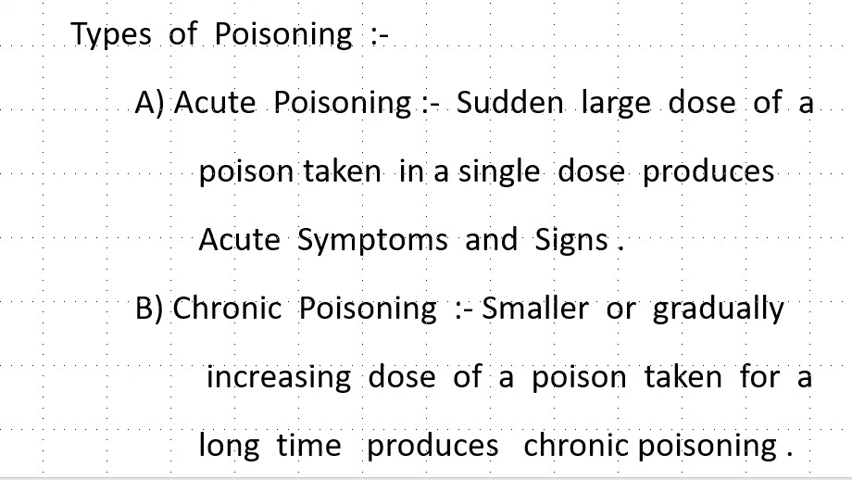 Types of Poisoning :-
A) Acute Poisoning :- Sudden large dose of a
poison taken in a single dose produces
Acute Symptoms and Signs .
B) Chronic Poisoning :- Smaller or gradually
increasing dose of a poison taken for a
long time produces chronic poisoning .